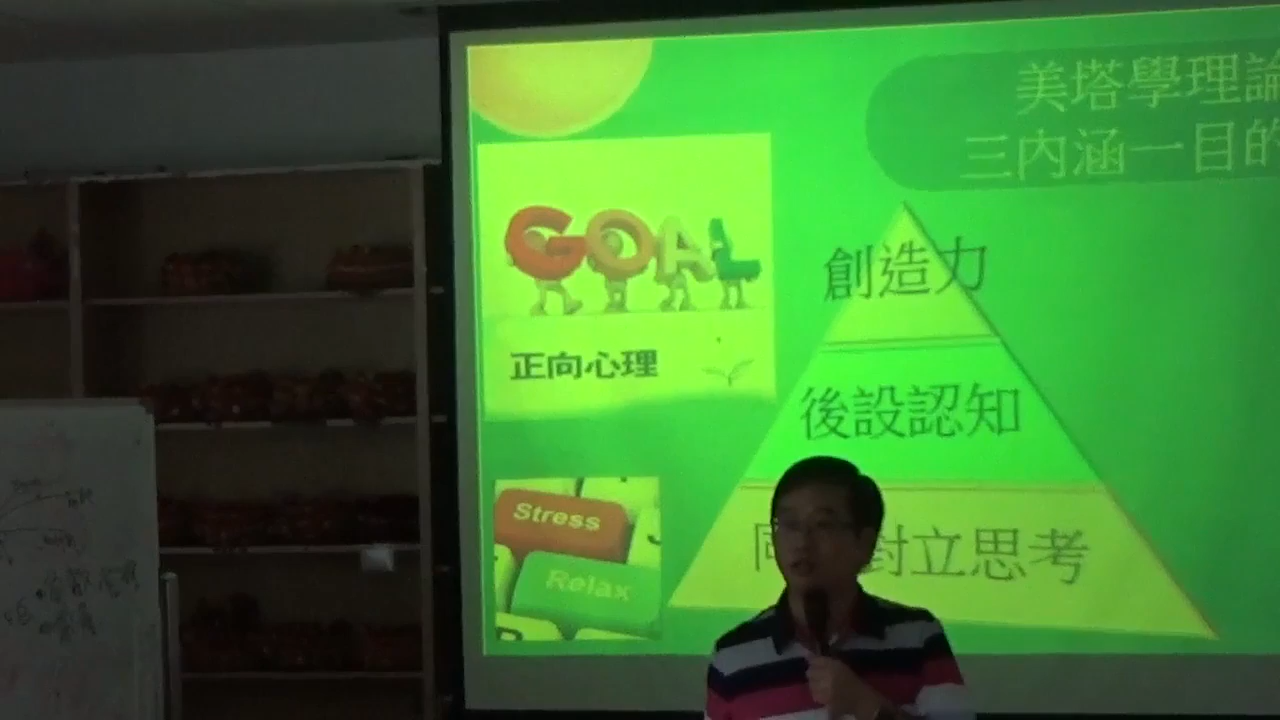 美塔學理論
三內涵一目的
GOAL
正向心理
創造力
後設認知
對立思考
Stress
Relax